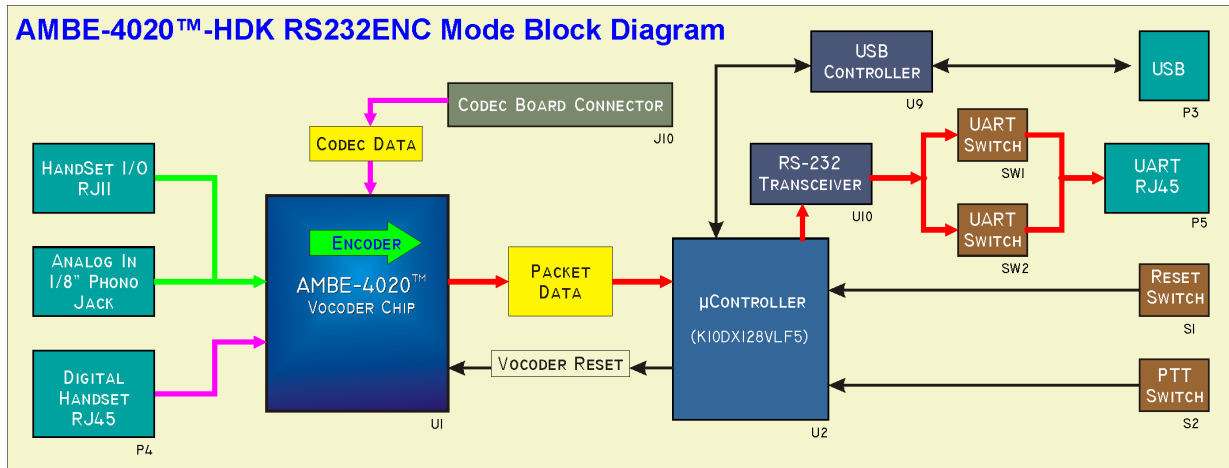 AMBE-4020™-HDK RS232ENC Mode Block Diagram
USB
CONTROLLER
U9
USB
P3
CODEC BOARD CONNECTOR
J10
CODEC DATA
HANDSET I/O
RJ11
ANALOG IN
1/8" PHONO
JACK
DIGITAL
HANDSET
RJ45
P4
ENCODER
AMBE-4020™
VOCODER CHIP
U1
PACKET
DATA
VOCODER RESET
RS-232
TRANSCEIVER
U10
UART
SWITCH
SW1
UART
SWITCH
SW2
UART
RJ45
P5
µCONTROLLER
(K10DX128VLF5)
U2
RESET
SWITCH
S1
PTT
SWITCH
S2